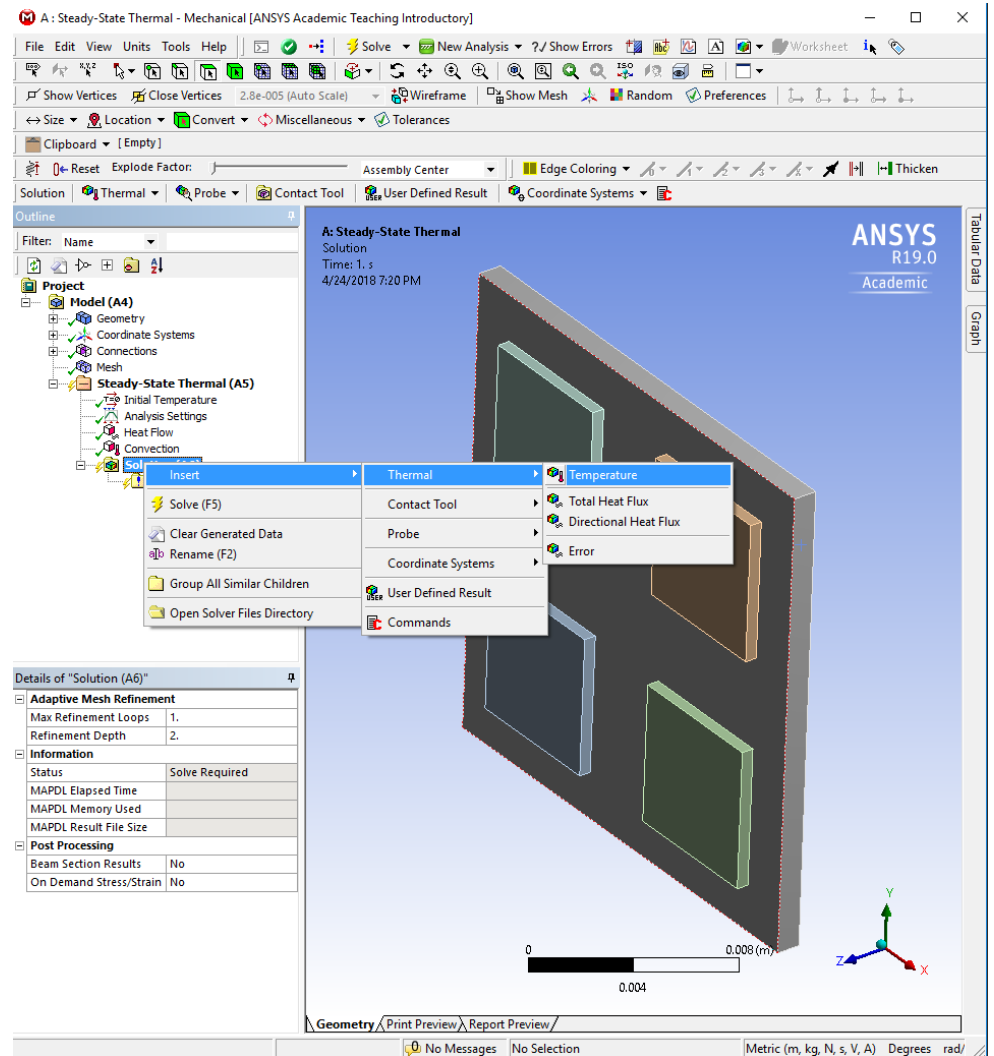 A : Steady-State Thermal - Mechanical [ANSYS Academic Teaching Introductory]
File Edit View Units Tools Help Solve New Analysis ?/ Show Errors Worksheet
Show Vertices Close Vertices 2.8e-005 (Auto Scale) Wireframe Show Mesh Random Preferences
Size Location Convert Miscellaneous Tolerances
Clipboard [Empty]
Reset Explode Factor: Assembly Center Edge Coloring Thicken
Solution Thermal Probe Contact Tool User Defined Result Coordinate Systems
Outline
Filter: Name
Project
Model (A4)
Geometry
Coordinate Systems
Connections
Mesh
Steady-State Thermal (A5)
Initial Temperature
Analysis Settings
Heat Flow
Convection
Insert
Solve (F5)
Clear Generated Data
Rename (F2)
Group All Similar Children
Open Solver Files Directory
Thermal
Contact Tool
Probe
Coordinate Systems
User Defined Result
Commands
Temperature
Total Heat Flux
Directional Heat Flux
Error
A: Steady-State Thermal
Solution
Time: 1. s
4/24/2018 7:20 PM
ANSYS
R19.0
Academic
Tabular Data
Graph
Details of "Solution (A6)"
Adaptive Mesh Refinement
Max Refinement Loops 1.
Refinement Depth 2.
Information
Status Solve Required
MAPDL Elapsed Time
MAPDL Memory Used
MAPDL Result File Size
Post Processing
Beam Section Results No
On Demand Stress/Strain No
0 0.008 (m)
0.004
Y
Z
X
Geometry Print Preview Report Preview
0 No Messages No Selection Metric (m, kg, N, s, V, A) Degrees rad/